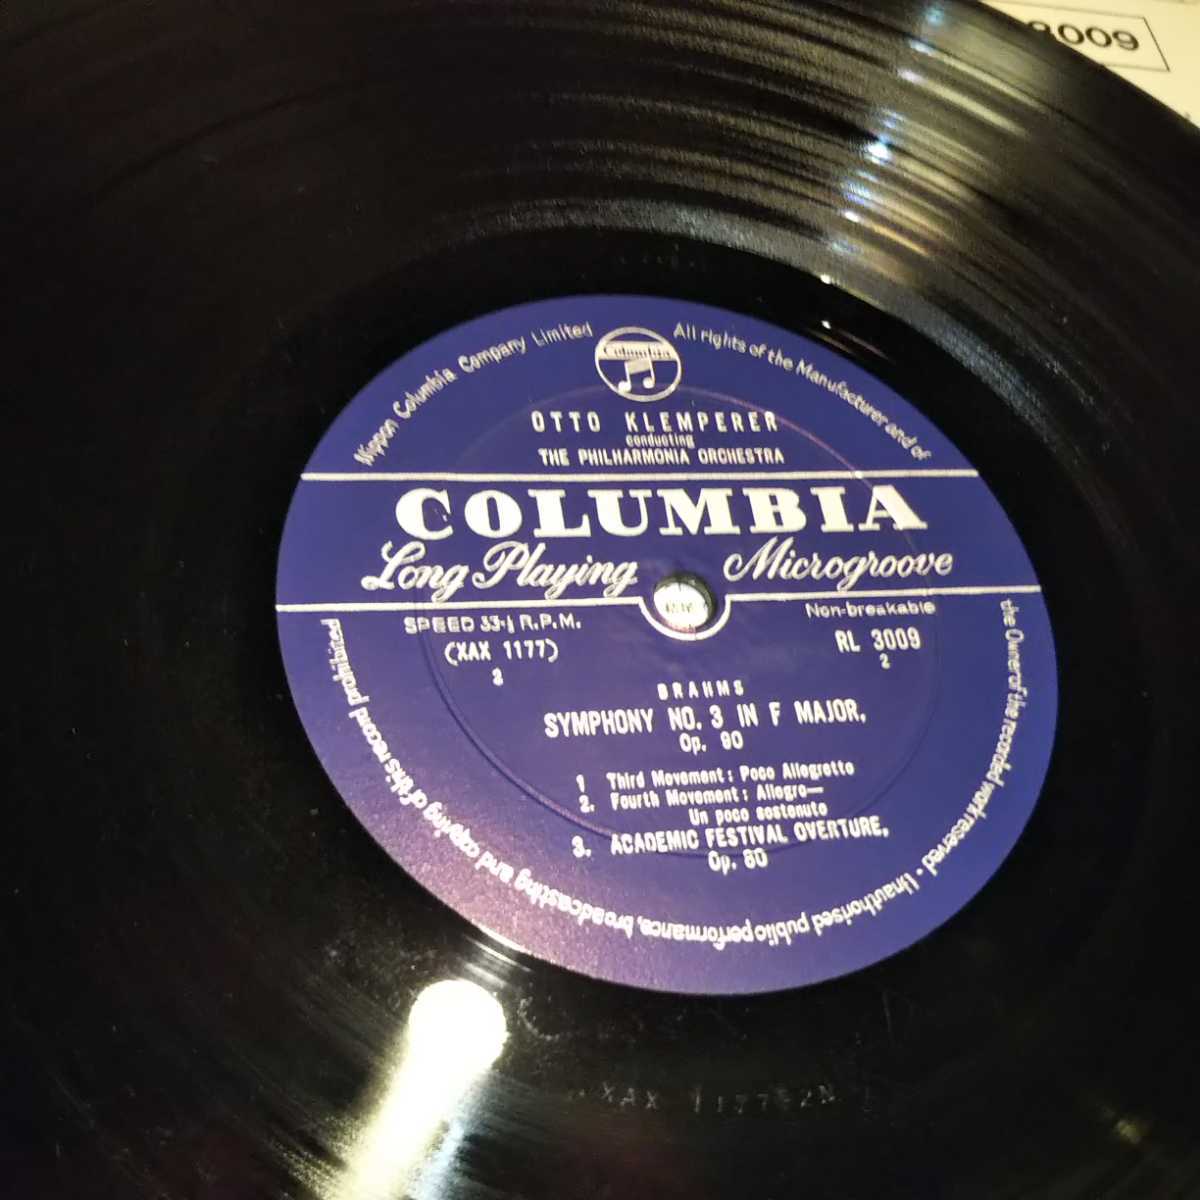 3009
Nippon Columbia Company Limited
Columbia
All rights of the Manufacturer and of
the Owner of the recorded work reserved · Unauthorised public performance, broadcasting and copying of this record prohibited
OTTO KLEMPERER
conducting
THE PHILHARMONIA ORCHESTRA
COLUMBIA
Long Playing Microgroove
SPEED 33-⅓ R.P.M. Non-breakable
(XAX 1177) RL 3009
2
BRAHMS
SYMPHONY NO. 3 IN F MAJOR,
Op. 90
1 Third Movement: Poco Allegretto
2. Fourth Movement: Allegro—
Un poco sostenuto
3. ACADEMIC FESTIVAL OVERTURE,
Op. 80
XAX